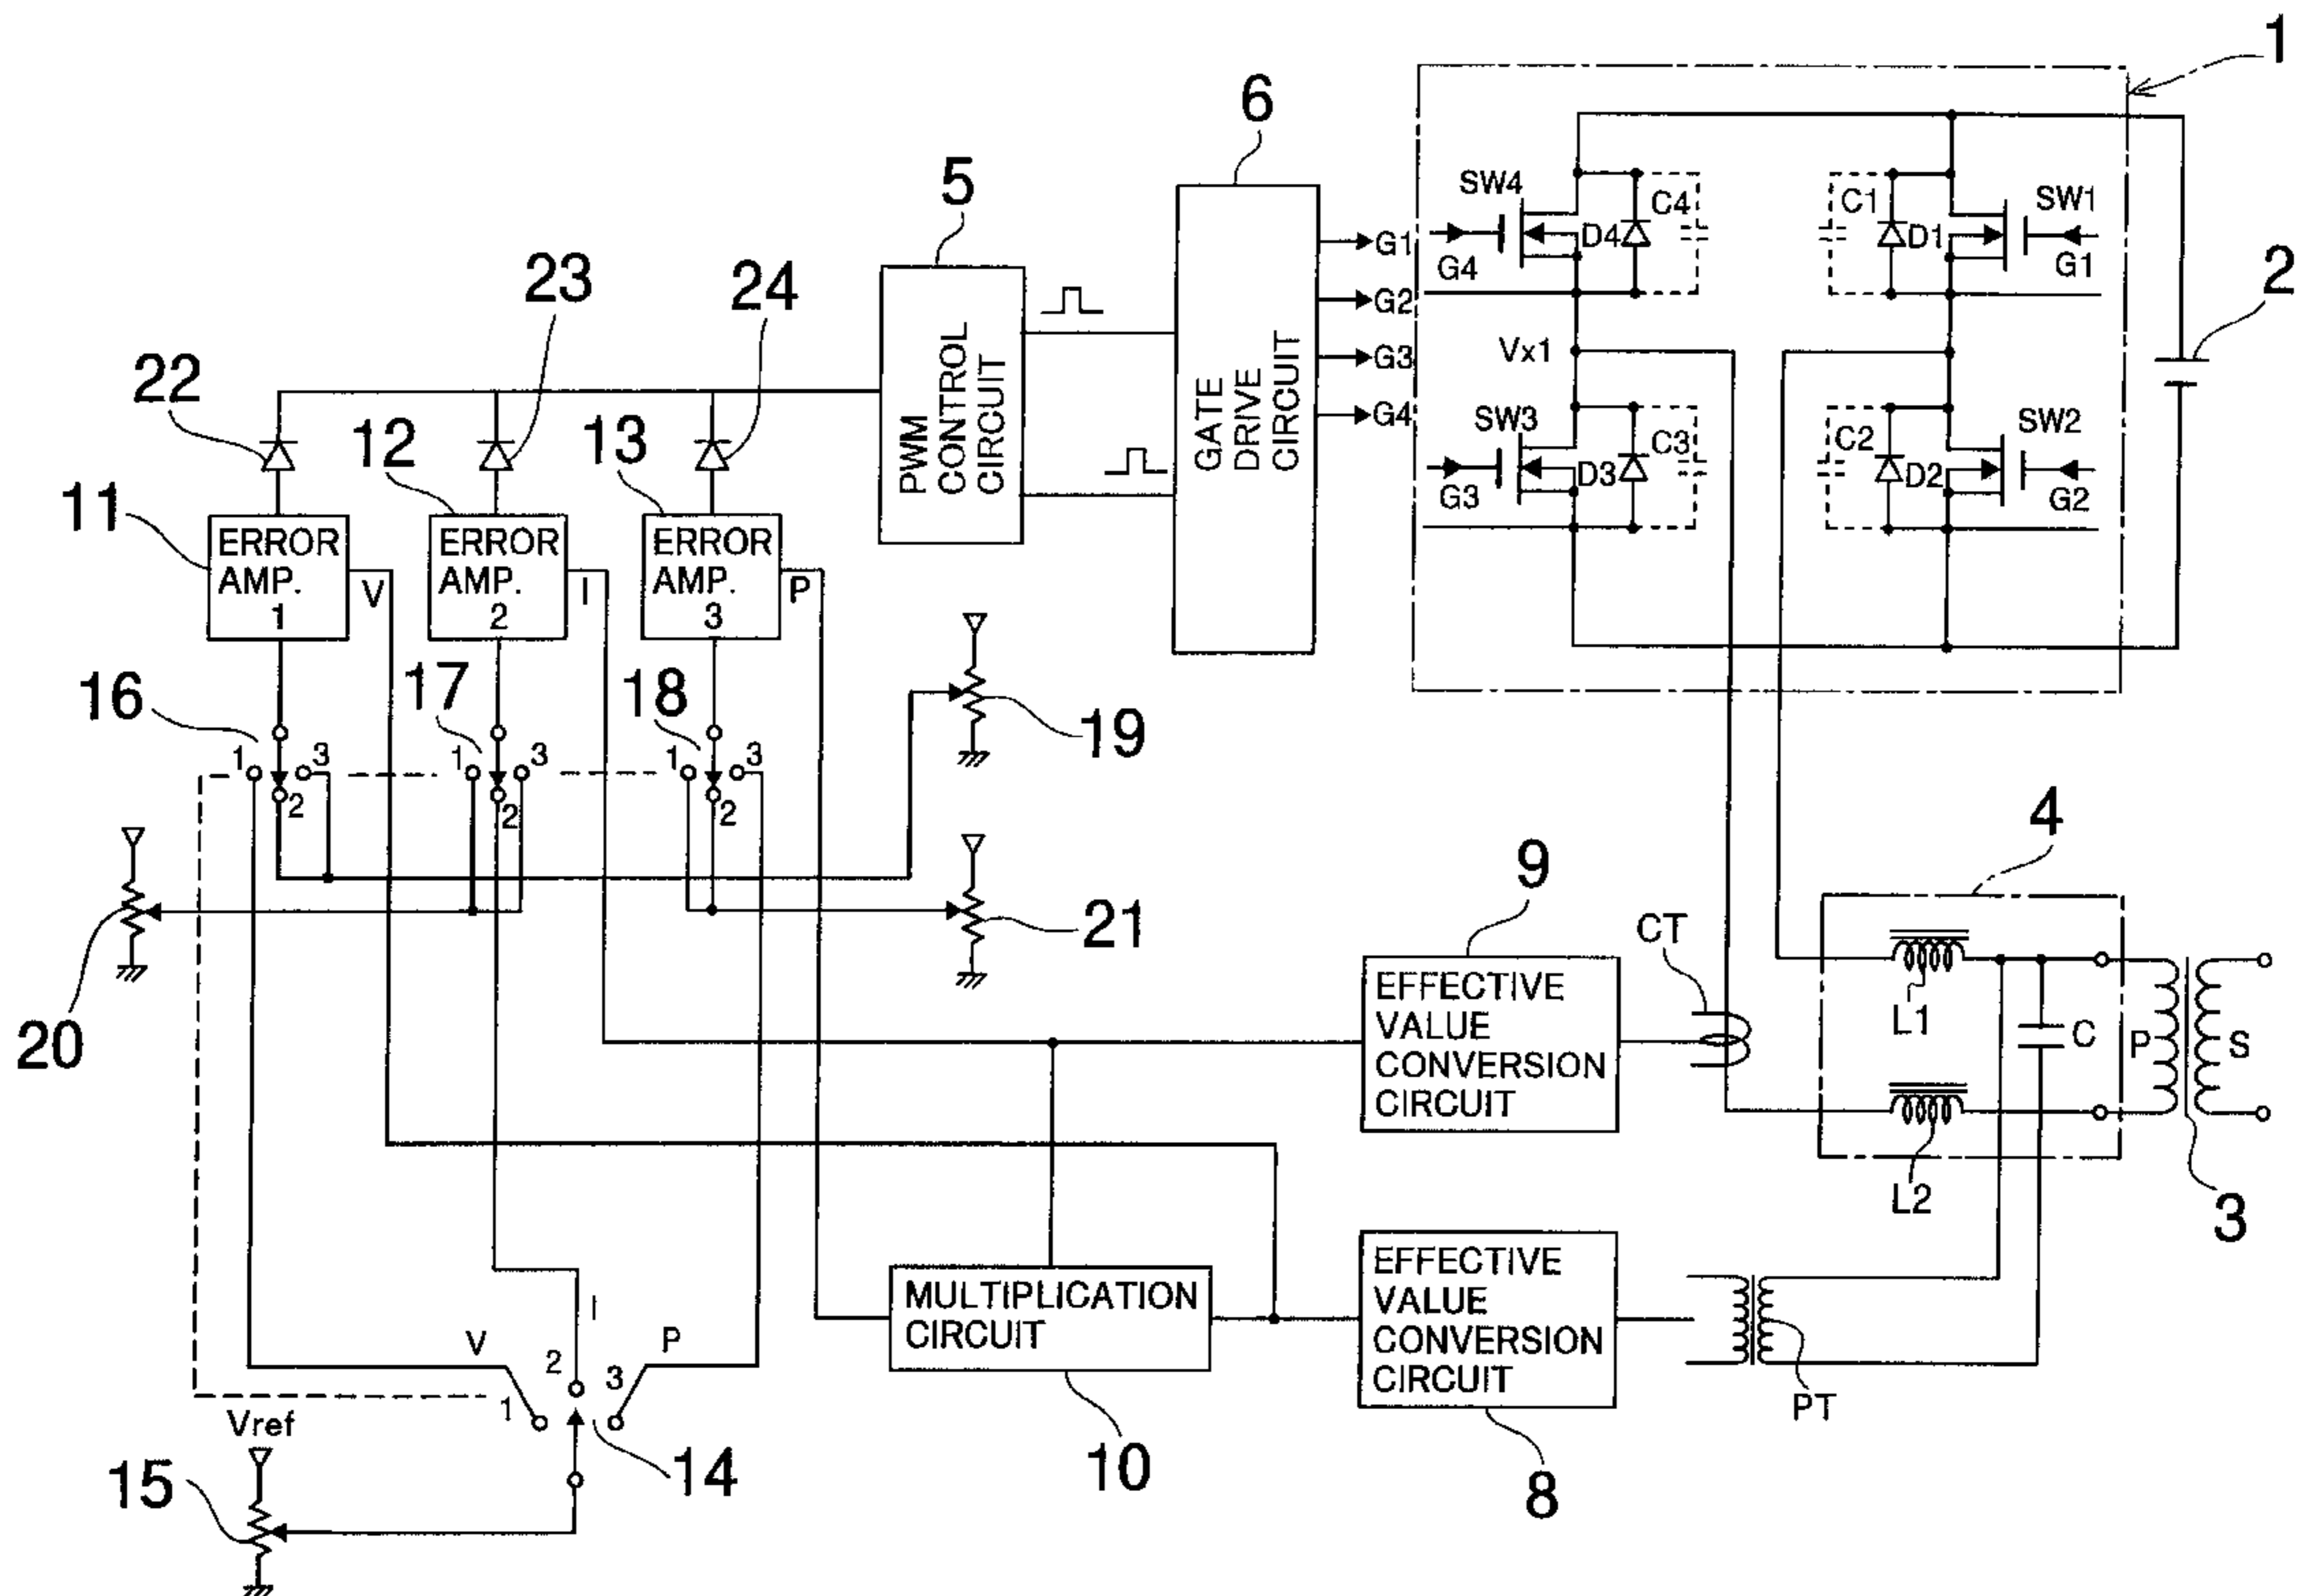 1
6
5
SW4
C4
C1
SW1
D4
D1
G1
G4
G1
2
23
24
G2
22
Vx1
G3
PWM CONTROL CIRCUIT
GATE DRIVE CIRCUIT
12
13
SW3
C3
C2
SW2
G4
D3
D2
G3
G2
11
ERROR AMP. 1
V
ERROR AMP. 2
I
ERROR AMP. 3
P
16
17
18
19
1
3
2
1
3
2
1
3
2
4
9
20
21
CT
EFFECTIVE
VALUE
CONVERSION
CIRCUIT
L1
C
P
S
L2
3
EFFECTIVE
VALUE
CONVERSION
CIRCUIT
MULTIPLICATION
CIRCUIT
I
V
P
2
3
1
PT
Vref
14
10
8
15